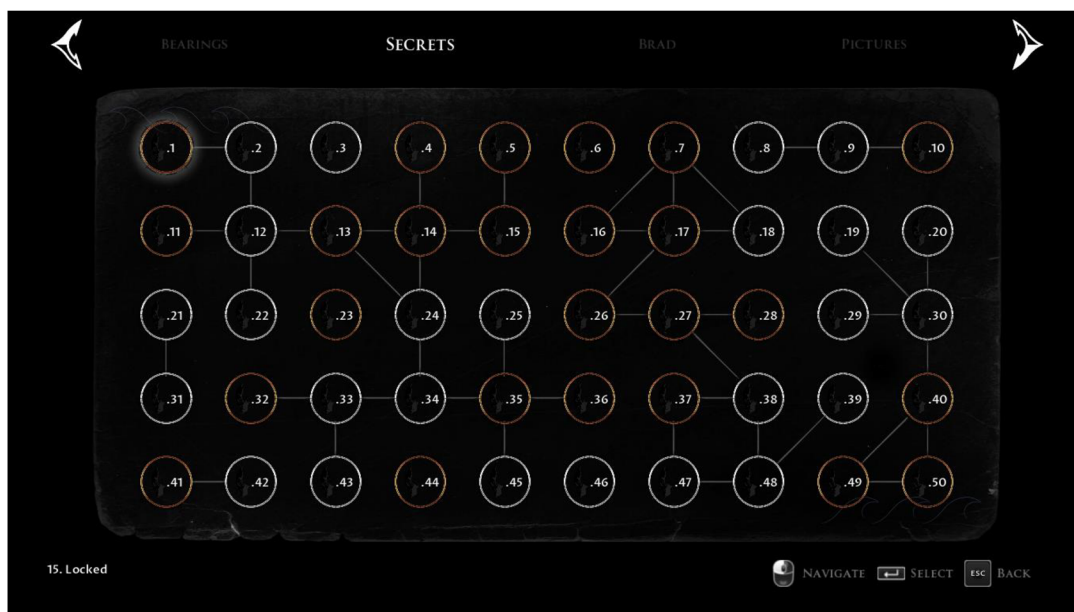 BEARINGS SECRETS BRAD PICTURES
.1 .2 .3 .4 .5 .6 .7 .8 .9 .10
.11 .12 .13 .14 .15 .16 .17 .18 .19 .20
.21 .22 .23 .24 .25 .26 .27 .28 .29 .30
.31 .32 .33 .34 .35 .36 .37 .38 .39 .40
.41 .42 .43 .44 .45 .46 .47 .48 .49 .50
15. Locked
NAVIGATE SELECT ESC BACK